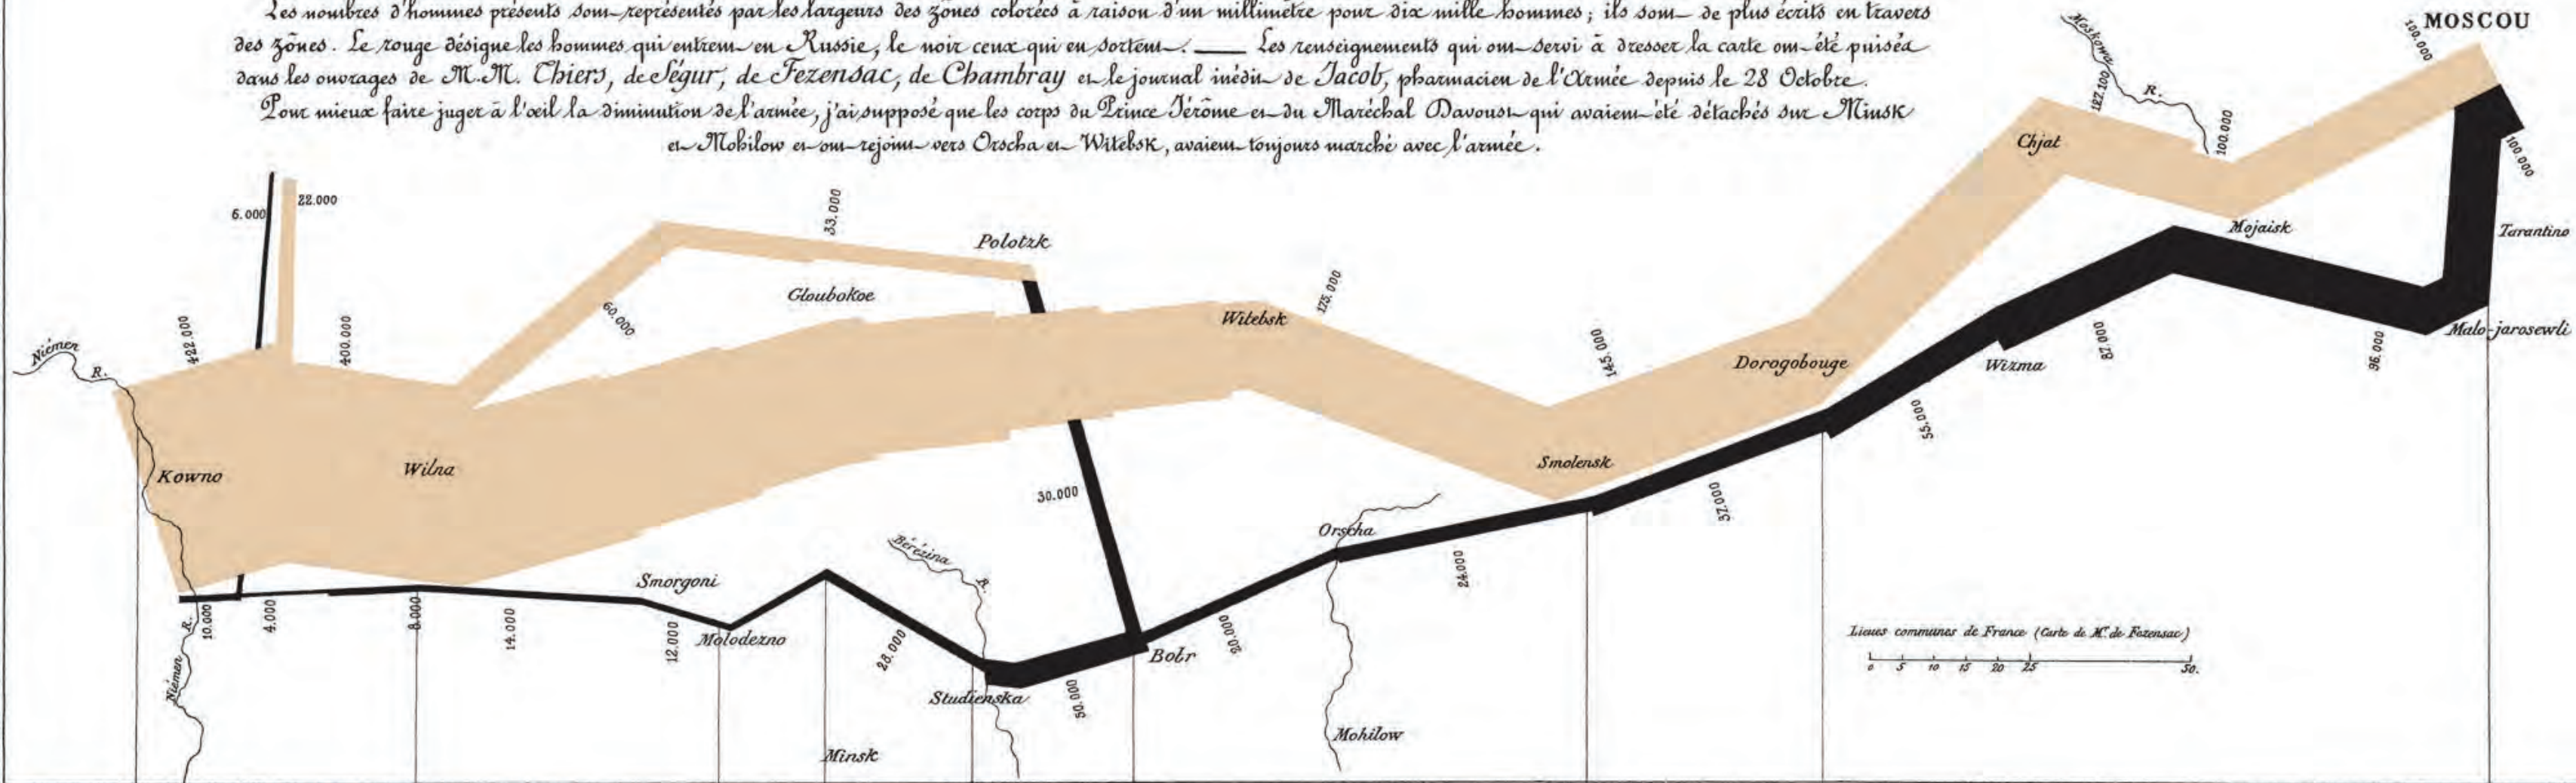 Les nombres d'hommes présents sont représentés par les largeurs des zônes colorées à raison d'un millimètre pour dix mille hommes; ils sont de plus écrits en travers
des zônes. Le rouge désigne les hommes qui entrent en Russie, le noir ceux qui en sortent. — Les renseignements qui ont servi à dresser la carte ont été puisés
dans les ouvrages de M.M. Thiers, de Ségur, de Fezensac, de Chambray et le journal inédit de Jacob, pharmacien de l'Armée depuis le 28 Octobre.
Pour mieux faire juger à l'œil la diminution de l'armée, j'ai supposé que les corps du Prince Jérôme et du Maréchal Davoust qui avaient été détachés sur Minsk
et Mohilow et ont rejoint vers Orscha et Witebsk, avaient toujours marché avec l'armée.
MOSCOU
100.000
Moskowa
R.
127.100
100.000
100.000
Chjat
Mojaisk
Tarantino
Malo-jarosewli
6.000
22.000
33.000
Polotzk
60.000
Gloubokoe
422.000
400.000
Witebsk
175.000
145.000
Dorogobouge
Wizma
87.000
96.000
55.000
Niémen
R.
Kowno
Wilna
Smolensk
37.000
30.000
Orscha
24.000
Bérézina
R.
Smorgoni
10.000
4.000
8.000
14.000
12.000
Molodezno
28.000
Studienska
50.000
Bobr
20.000
Niémen
R.
Minsk
Mohilow
Lieues communes de France (Carte de Mr. de Fezensac)
0 5 10 15 20 25 50.